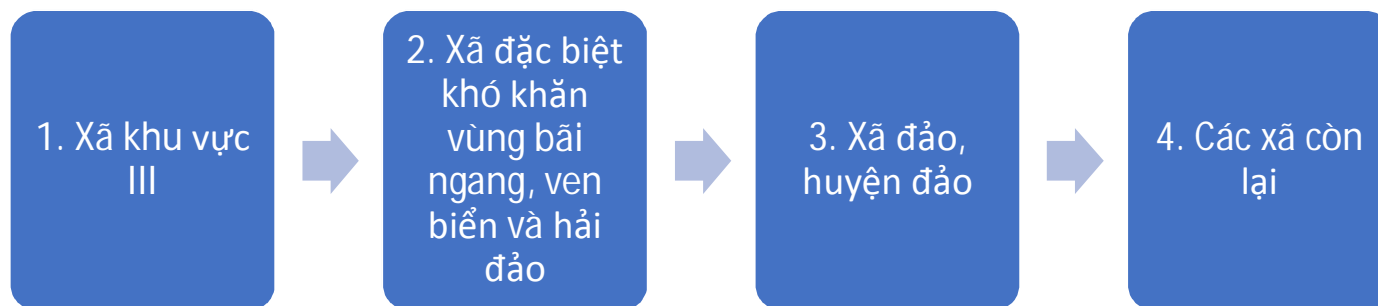 1. Xã khu vực
III
2. Xã đặc biệt
khó khăn
vùng bãi
ngang, ven
biển và hải
đảo
3. Xã đảo,
huyện đảo
4. Các xã còn
lại